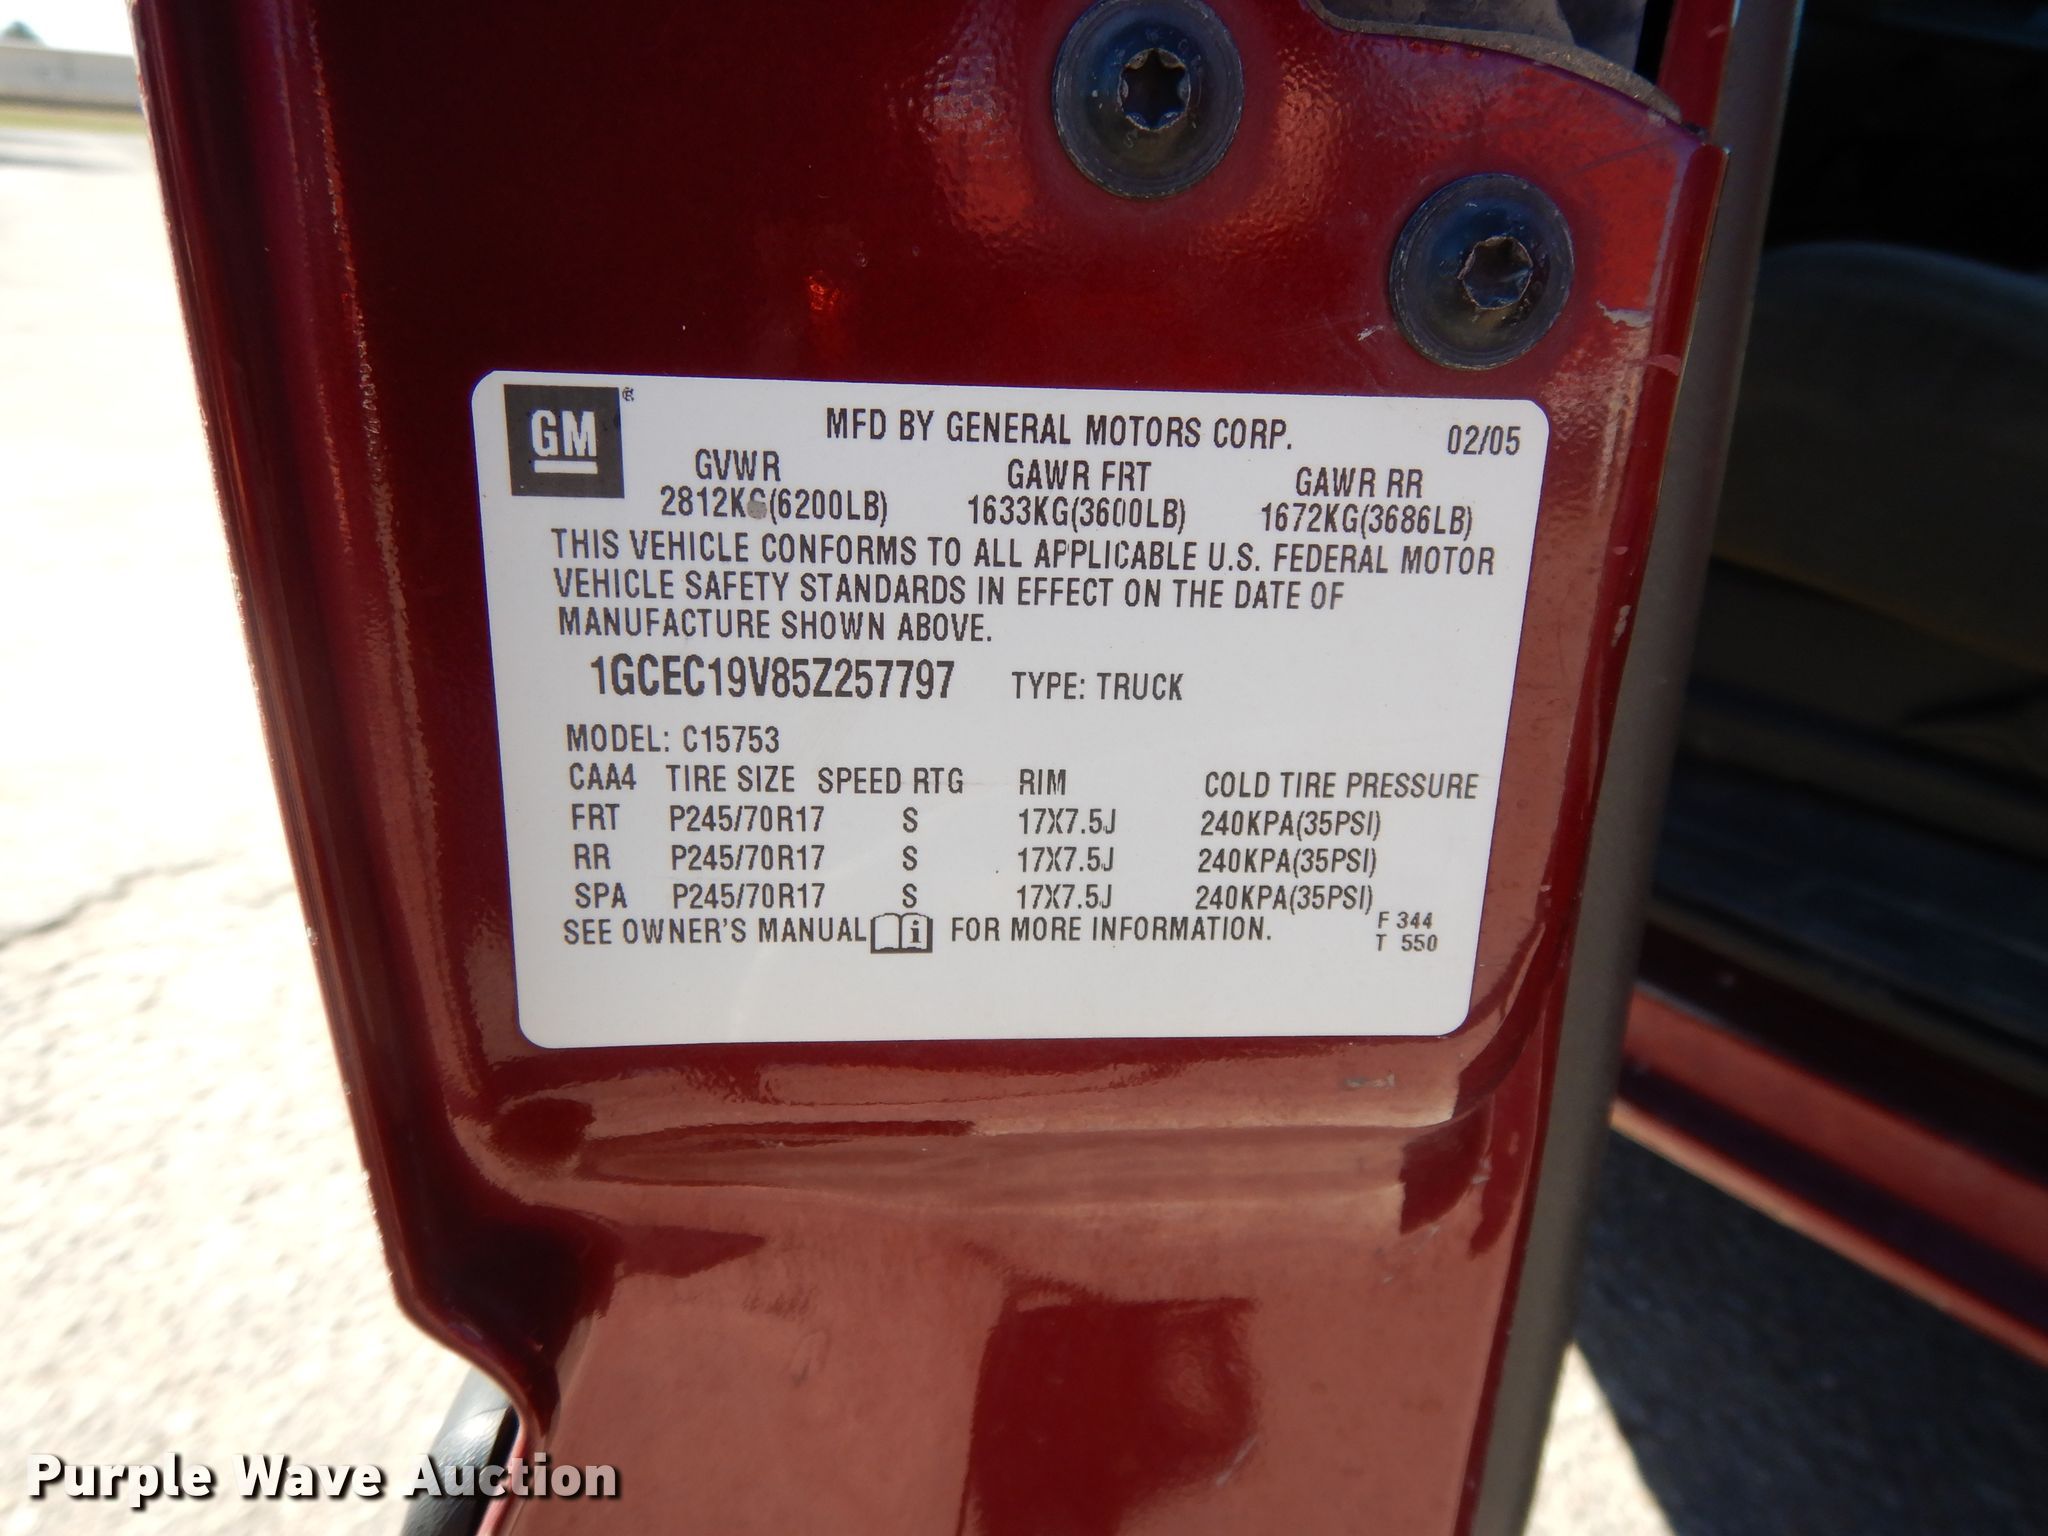 GM ®
MFD BY GENERAL MOTORS CORP. 02/05
GVWR GAWR FRT GAWR RR
2812KG(6200LB) 1633KG(3600LB) 1672KG(3686LB)
THIS VEHICLE CONFORMS TO ALL APPLICABLE U.S. FEDERAL MOTOR
VEHICLE SAFETY STANDARDS IN EFFECT ON THE DATE OF
MANUFACTURE SHOWN ABOVE.
1GCEC19V85Z257797 TYPE: TRUCK
MODEL: C15753
CAA4 TIRE SIZE SPEED RTG RIM COLD TIRE PRESSURE
FRT P245/70R17 S 17X7.5J 240KPA(35PSI)
RR P245/70R17 S 17X7.5J 240KPA(35PSI)
SPA P245/70R17 S 17X7.5J 240KPA(35PSI)
SEE OWNER'S MANUAL i FOR MORE INFORMATION. F 344
T 550
Purple Wave Auction